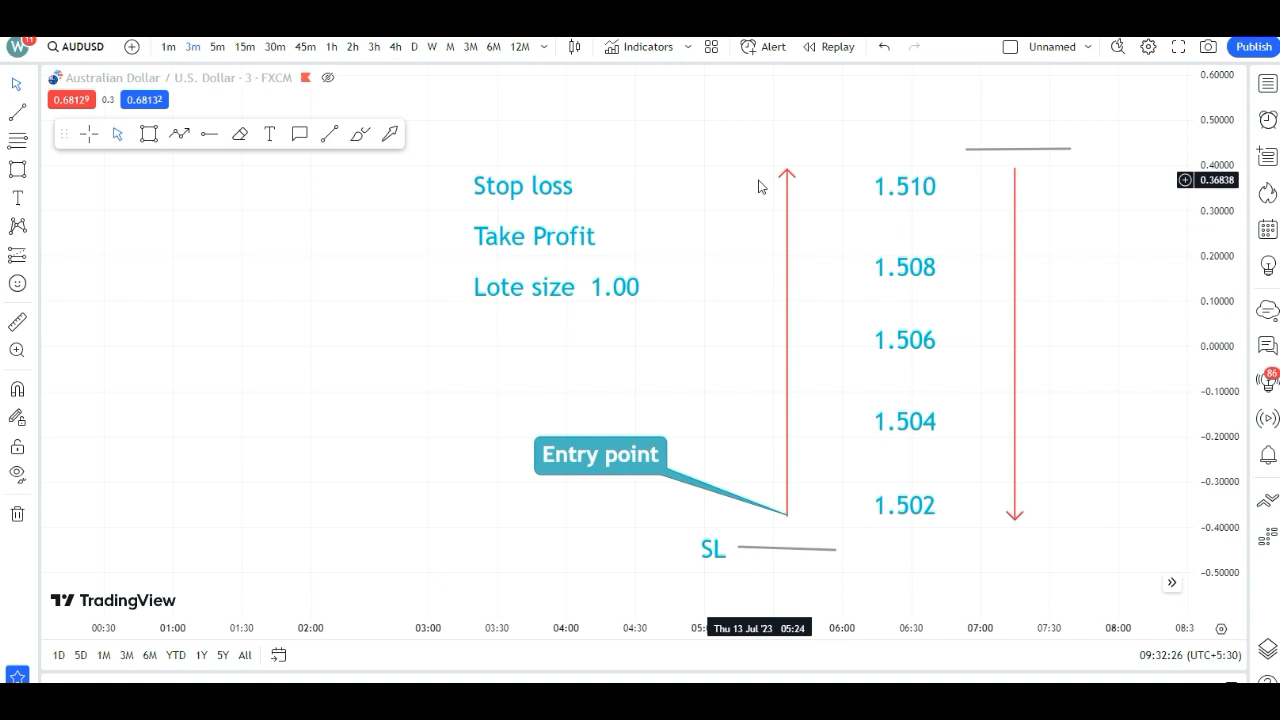 W 11 AUDUSD 1m 3m 5m 15m 30m 45m 1h 2h 3h 4h D W M 3M 6M 12M Indicators Alert Replay Unnamed Publish
Australian Dollar / U.S. Dollar · 3 · FXCM
0.68129 0.3 0.68132
T
T
0.60000
0.50000
0.40000
0.36838
0.30000
0.20000
0.10000
0.00000
−0.10000
−0.20000
−0.30000
−0.40000
−0.50000
Stop loss
Take Profit
Lote size 1.00
1.510
1.508
1.506
1.504
1.502
Entry point
SL
86
TradingView
00:30 01:00 01:30 02:00 03:00 03:30 04:00 04:30 05:0 Thu 13 Jul '23 05:24 06:00 06:30 07:00 07:30 08:00 08:3
1D 5D 1M 3M 6M YTD 1Y 5Y All 09:32:26 (UTC+5:30)